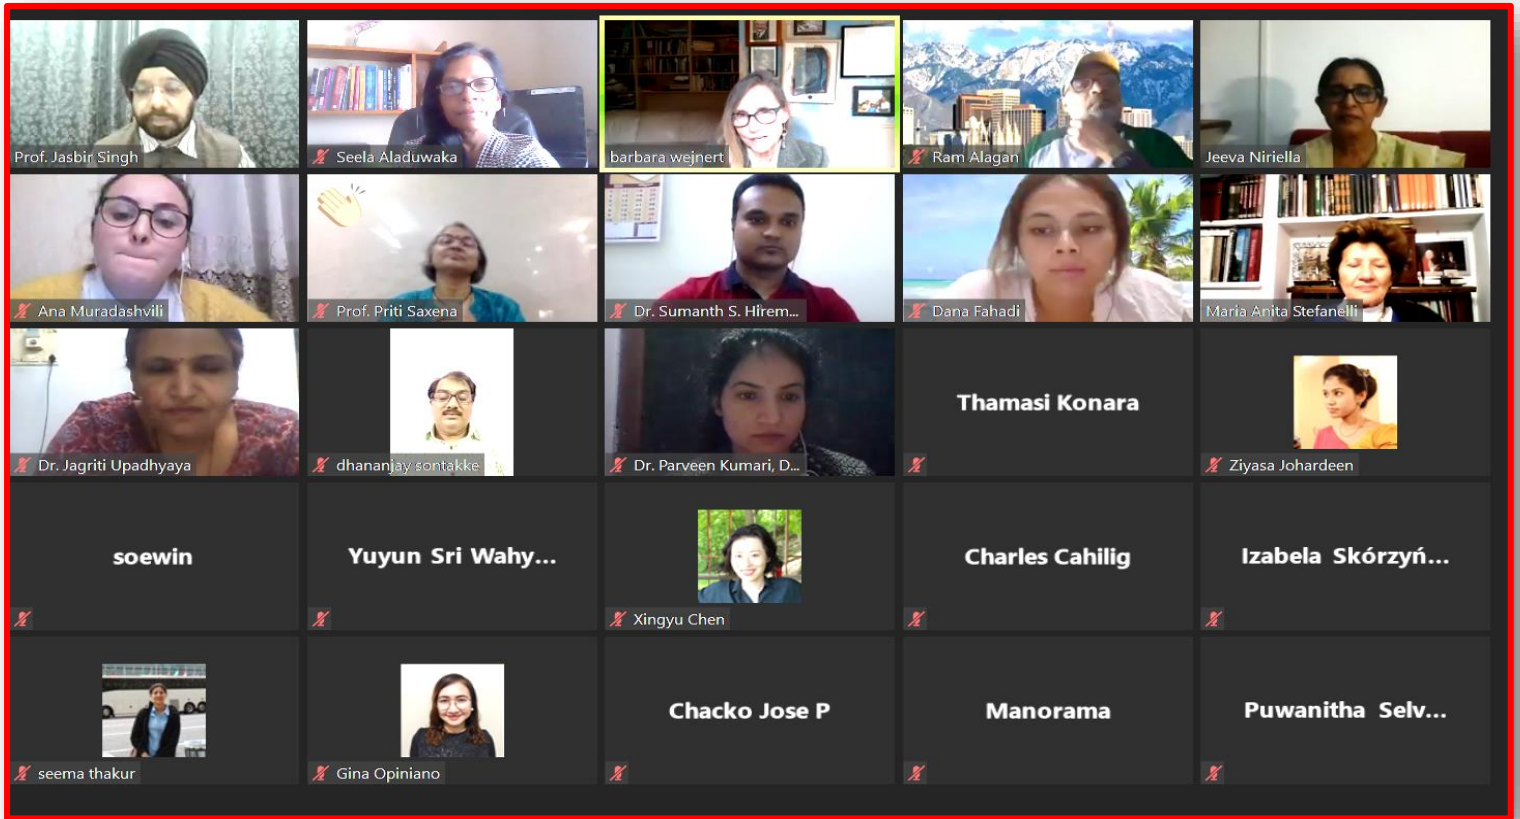 Prof. Jasbir Singh
Seela Aladuwaka
barbara wejnert
Ram Alagan
Jeeva Niriella
Ana Muradashvili
Prof. Priti Saxena
Dr. Sumanth S. Hirem...
Dana Fahadi
Maria Anita Stefanelli
Dr. Jagriti Upadhyaya
dhananjay sontakke
Dr. Parveen Kumari, D...
Thamasi Konara
Ziyasa Johardeen
soewin
Yuyun Sri Wahy...
Xingyu Chen
Charles Cahilig
Izabela Skórzyń...
seema thakur
Gina Opiniano
Chacko Jose P
Manorama
Puwanitha Selv...